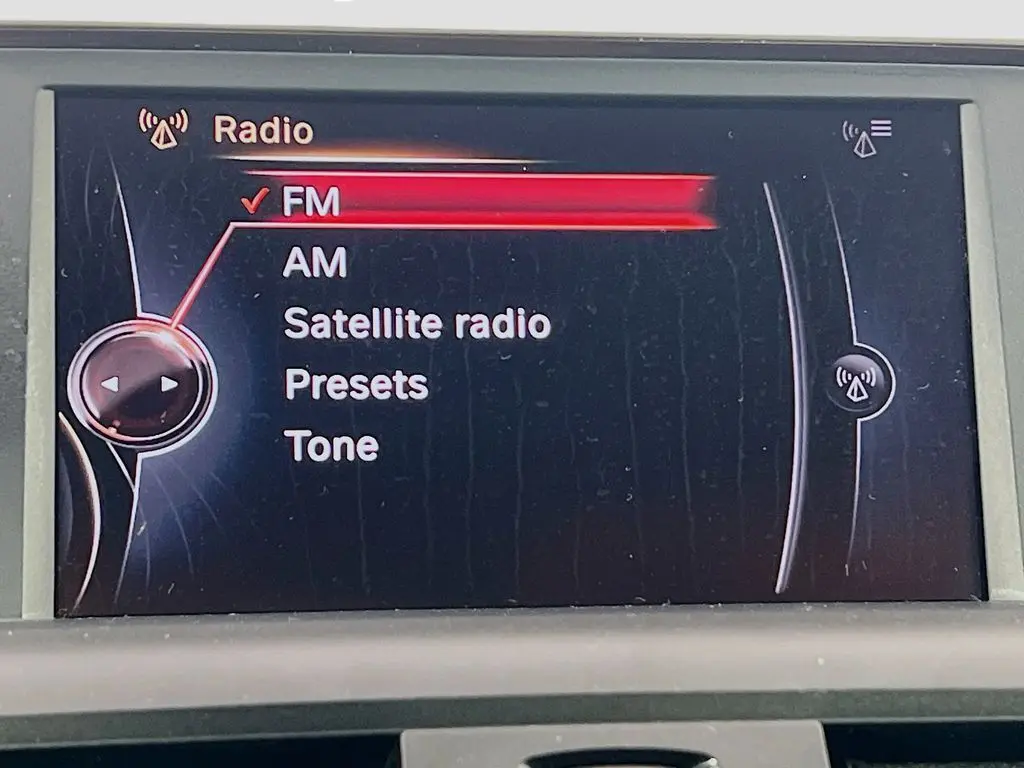 Radio
FM
AM
Satellite radio
Presets
Tone